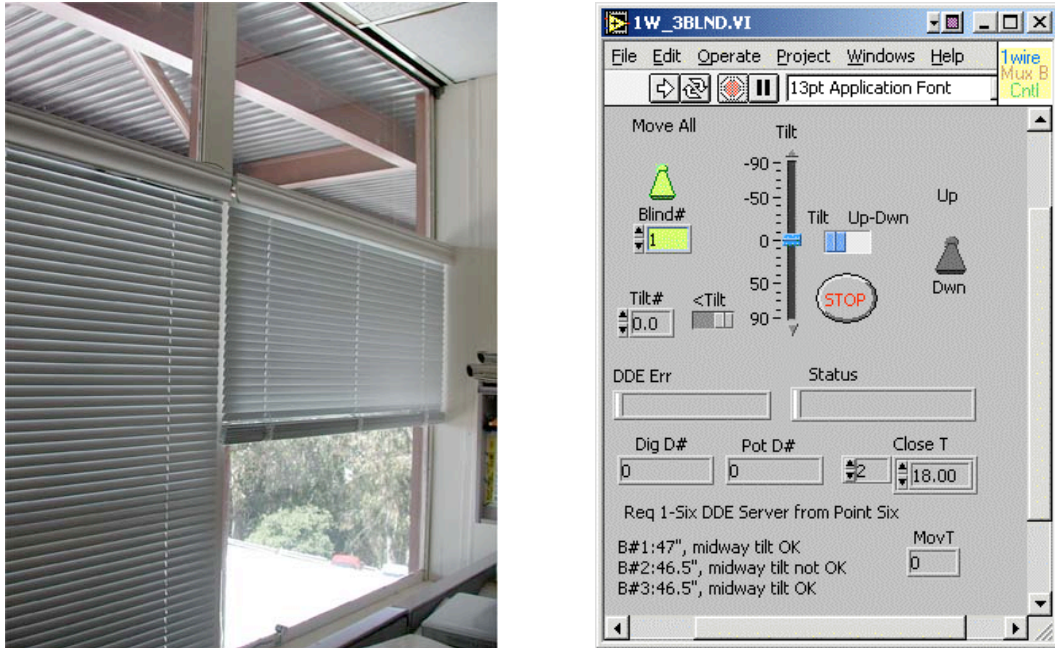 1W_3BLND.VI
File Edit Operate Project Windows Help
1wire
Mux B
Cntl
13pt Application Font
Move All
Tilt
-90
-50
0
50
90
Blind#
1
Tilt Up-Dwn
Up
Dwn
STOP
Tilt#
0.0
<Tilt
DDE Err
Status
Dig D#
0
Pot D#
0
Close T
2
18.00
Req 1-Six DDE Server from Point Six
B#1:47", midway tilt OK
B#2:46.5", midway tilt not OK
B#3:46.5", midway tilt OK
MovT
0